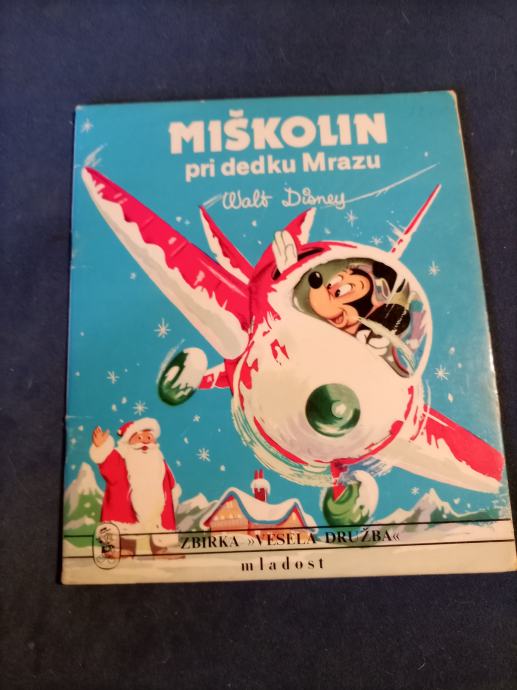 MIŠKOLIN
pri dedku Mrazu
Walt Disney
ZBIRKA »VESELA DRUŽBA«
mladost